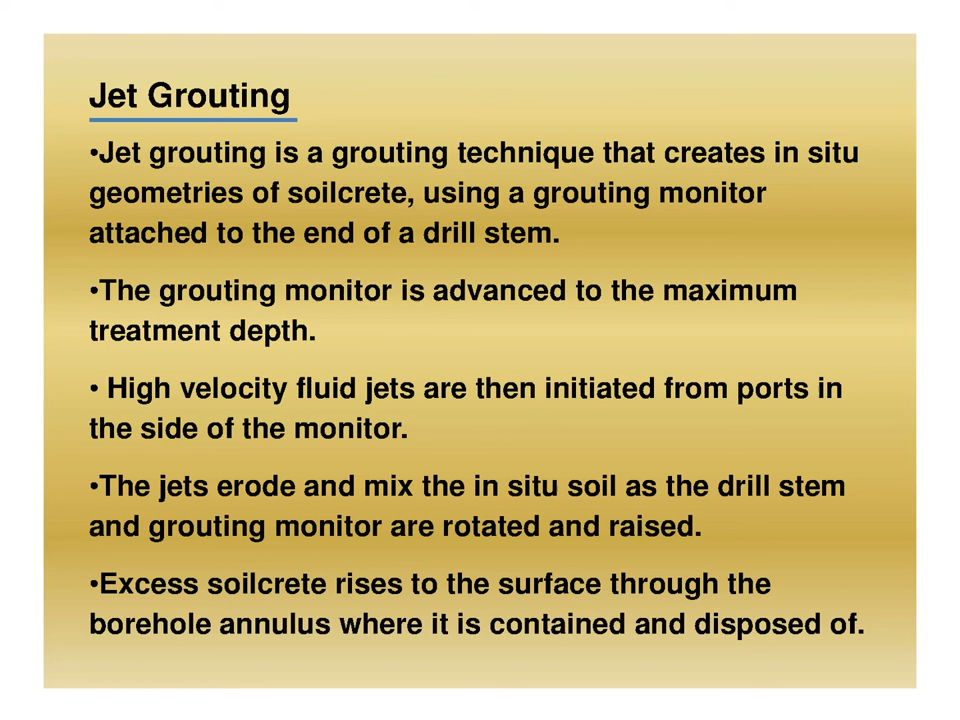 Jet Grouting
•Jet grouting is a grouting technique that creates in situ
geometries of soilcrete, using a grouting monitor
attached to the end of a drill stem.
•The grouting monitor is advanced to the maximum
treatment depth.
• High velocity fluid jets are then initiated from ports in
the side of the monitor.
•The jets erode and mix the in situ soil as the drill stem
and grouting monitor are rotated and raised.
•Excess soilcrete rises to the surface through the
borehole annulus where it is contained and disposed of.